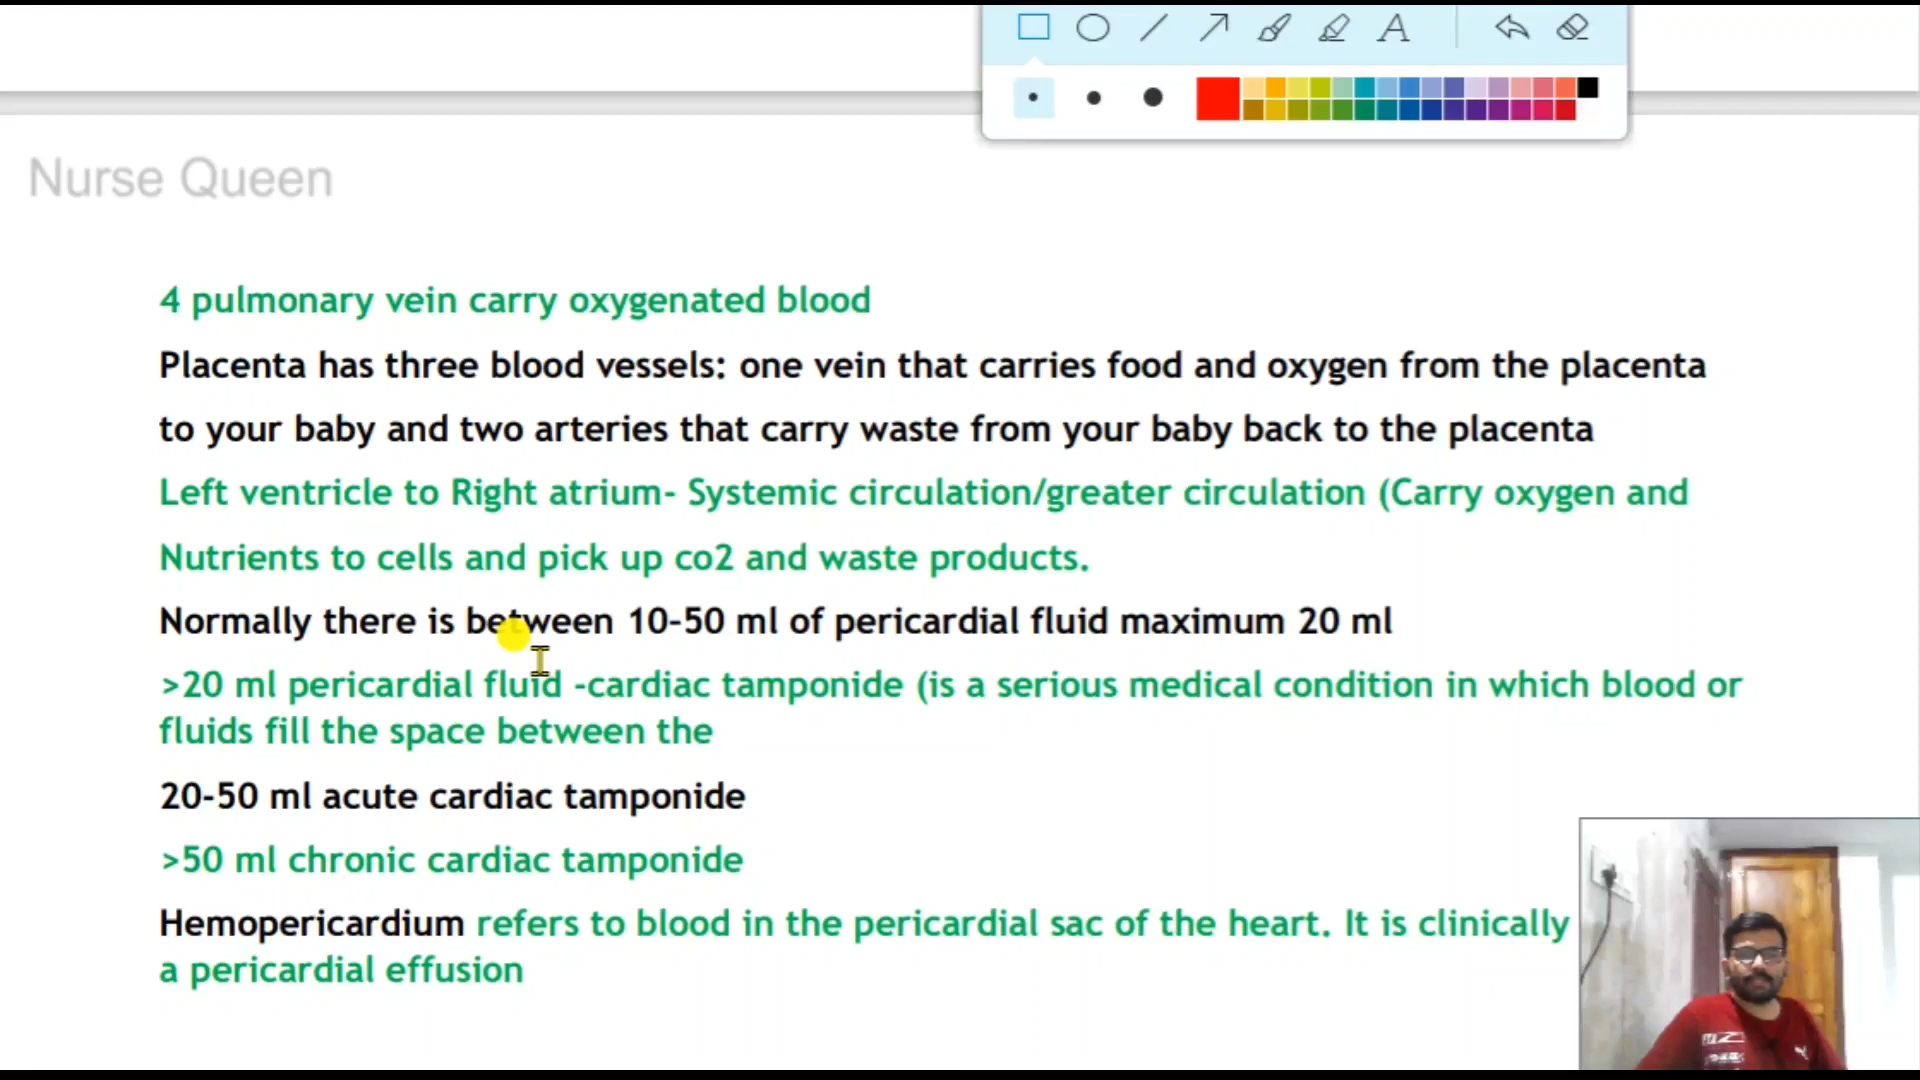 A
Nurse Queen
4 pulmonary vein carry oxygenated blood
Placenta has three blood vessels: one vein that carries food and oxygen from the placenta
to your baby and two arteries that carry waste from your baby back to the placenta
Left ventricle to Right atrium- Systemic circulation/greater circulation (Carry oxygen and
Nutrients to cells and pick up co2 and waste products.
Normally there is between 10-50 ml of pericardial fluid maximum 20 ml
>20 ml pericardial fluid -cardiac tamponide (is a serious medical condition in which blood or
fluids fill the space between the
20-50 ml acute cardiac tamponide
>50 ml chronic cardiac tamponide
Hemopericardium refers to blood in the pericardial sac of the heart. It is clinically
a pericardial effusion